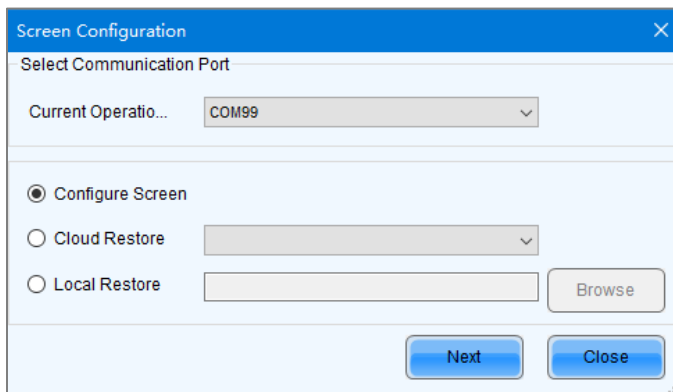 Screen Configuration
Select Communication Port
Current Operatio... COM99
Configure Screen
Cloud Restore
Local Restore Browse
Next Close